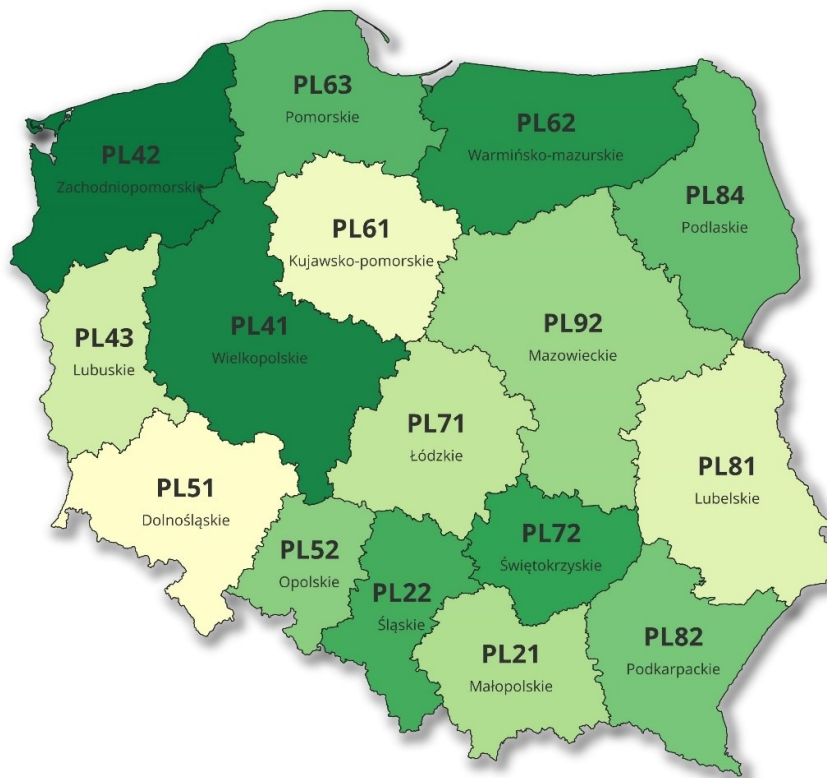 PL63
Pomorskie
PL62
Warmińsko-mazurskie
PL42
Zachodniopomorskie
PL84
Podlaskie
PL61
Kujawsko-pomorskie
PL41
Wielkopolskie
PL92
Mazowieckie
PL43
Lubuskie
PL71
Łódzkie
PL81
Lubelskie
PL51
Dolnośląskie
PL72
Świętokrzyskie
PL52
Opolskie
PL22
Śląskie
PL82
Podkarpackie
PL21
Małopolskie